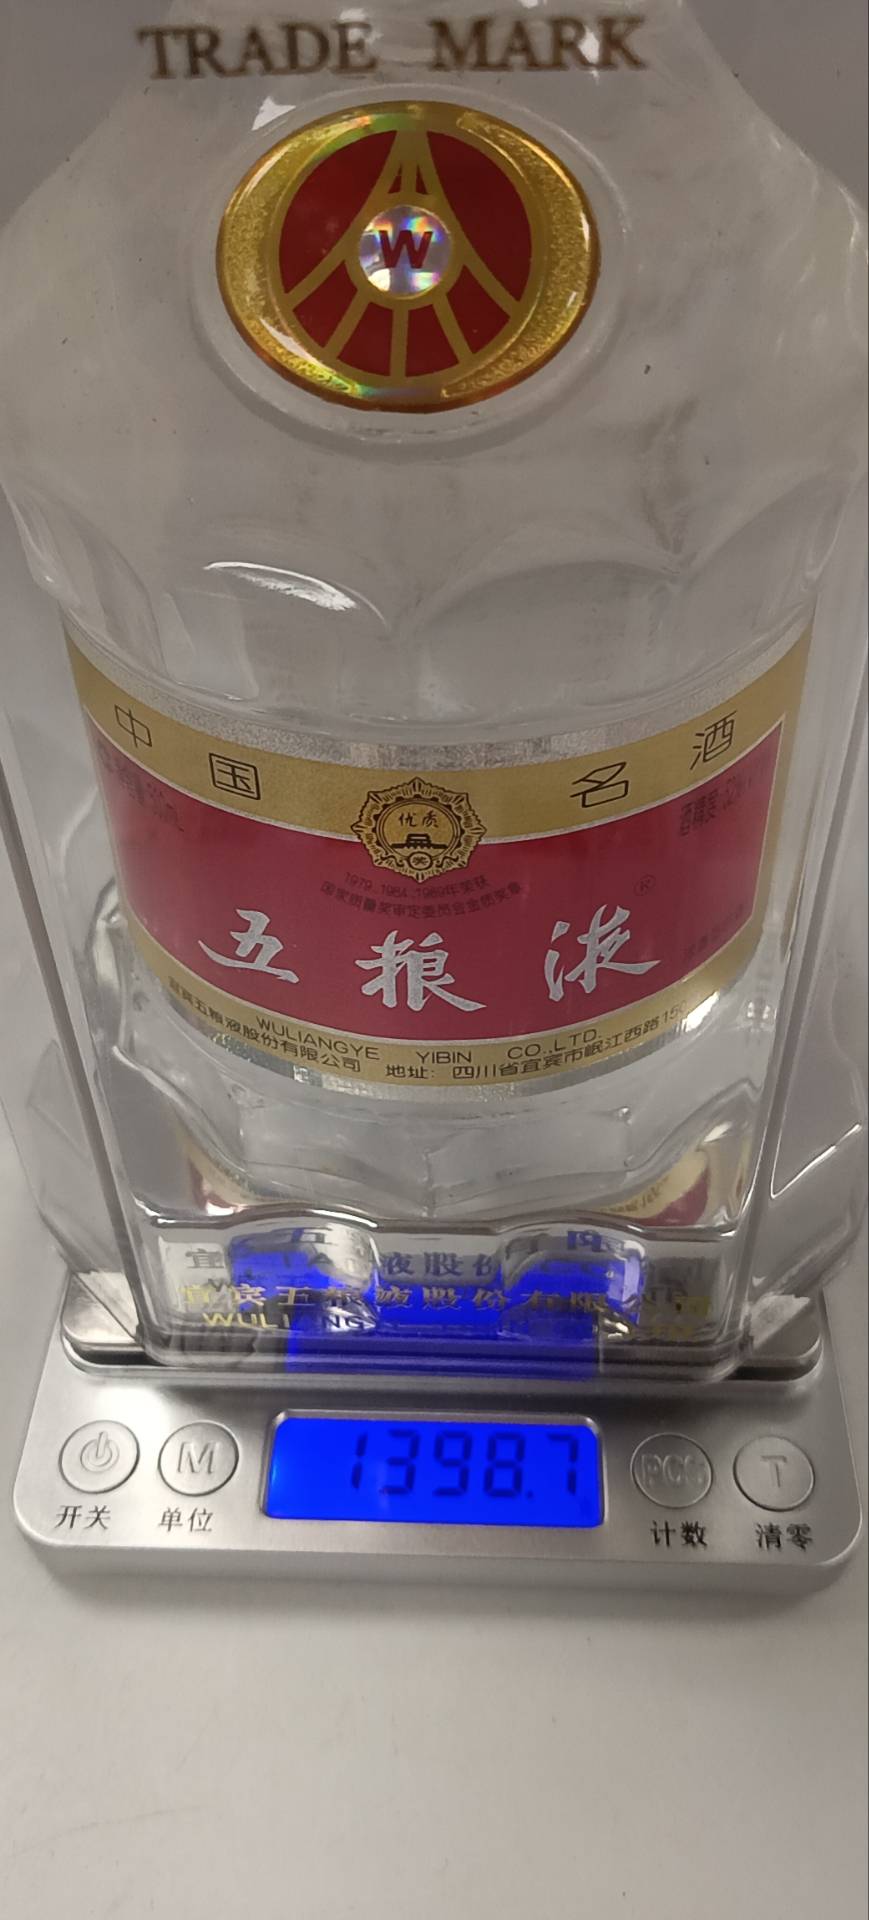 TRADE MARK
W
中国名酒
优质
奖
1979、1984、1989年荣获
国家质量奖审定委员会金质奖章
®
五粮液
WULIANGYE YIBIN CO.,LTD.
宜宾五粮液股份有限公司 地址：四川省宜宾市岷江西路150
宜宾五粮液股份有限公司
1398.7
M
T
开关
单位
计数
清零